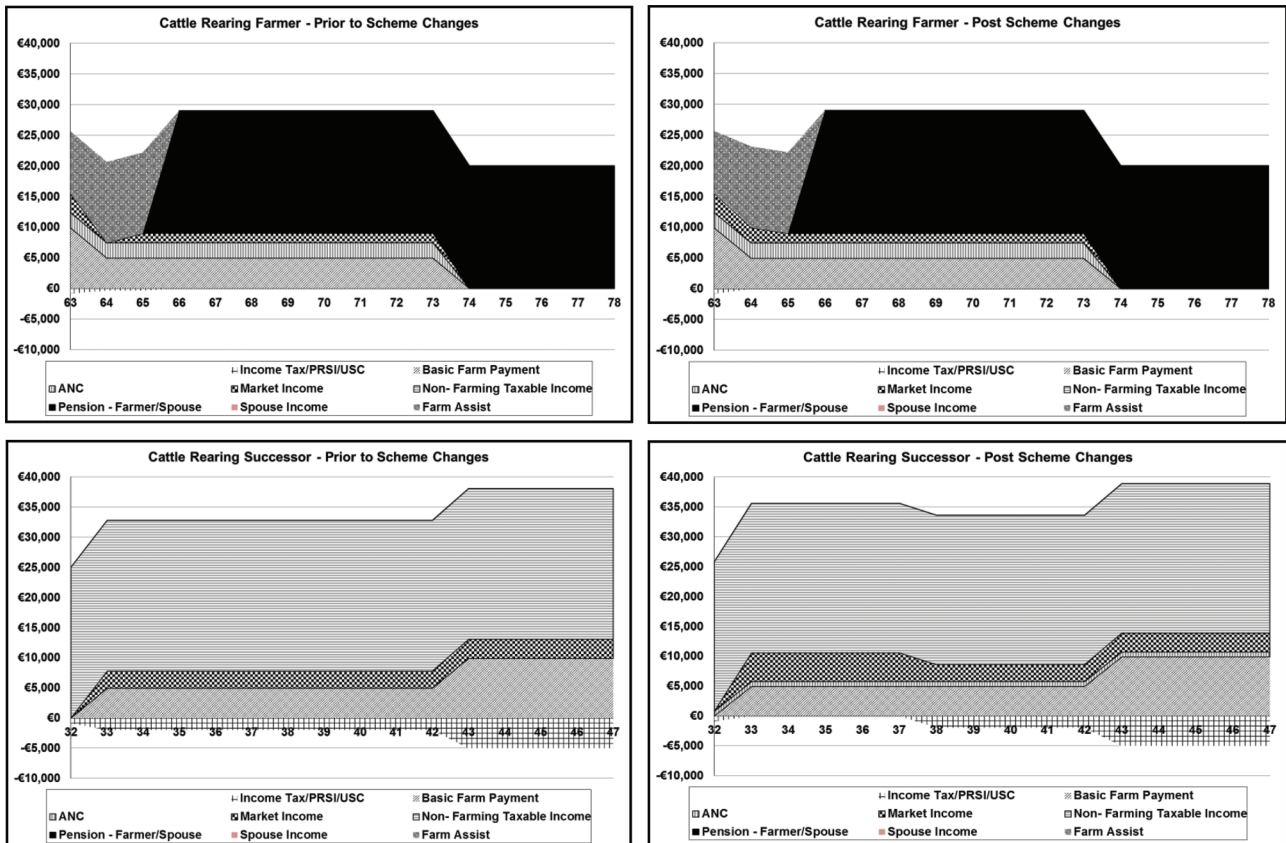 Cattle Rearing Farmer - Prior to Scheme Changes
€40,000
€35,000
€30,000
€25,000
€20,000
€15,000
€10,000
€5,000
€0
63 64 65 66 67 68 69 70 71 72 73 74 75 76 77 78
-€5,000
-€10,000
Income Tax/PRSI/USC Basic Farm Payment
ANC Market Income Non- Farming Taxable Income
Pension - Farmer/Spouse Spouse Income Farm Assist
Cattle Rearing Farmer - Post Scheme Changes
€40,000
€35,000
€30,000
€25,000
€20,000
€15,000
€10,000
€5,000
€0
63 64 65 66 67 68 69 70 71 72 73 74 75 76 77 78
-€5,000
-€10,000
Income Tax/PRSI/USC Basic Farm Payment
ANC Market Income Non- Farming Taxable Income
Pension - Farmer/Spouse Spouse Income Farm Assist
Cattle Rearing Successor - Prior to Scheme Changes
€40,000
€35,000
€30,000
€25,000
€20,000
€15,000
€10,000
€5,000
€0
32 33 34 35 36 37 38 39 40 41 42 43 44 45 46 47
-€5,000
-€10,000
Income Tax/PRSI/USC Basic Farm Payment
ANC Market Income Non- Farming Taxable Income
Pension - Farmer/Spouse Spouse Income Farm Assist
Cattle Rearing Successor - Post Scheme Changes
€40,000
€35,000
€30,000
€25,000
€20,000
€15,000
€10,000
€5,000
€0
32 33 34 35 36 37 38 39 40 41 42 43 44 45 46 47
-€5,000
-€10,000
Income Tax/PRSI/USC Basic Farm Payment
ANC Market Income Non- Farming Taxable Income
Pension - Farmer/Spouse Spouse Income Farm Assist